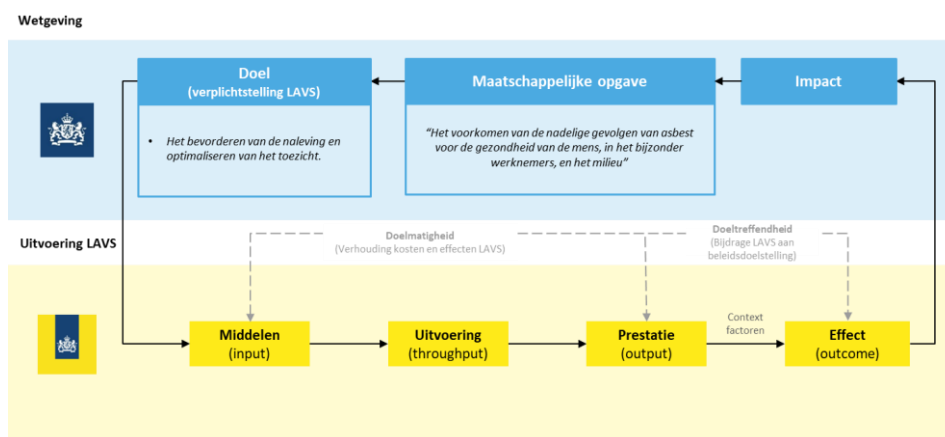 Wetgeving
Doel
(verplichtstelling LAVS)
• Het bevorderen van de naleving en
optimaliseren van het toezicht.
Maatschappelijke opgave
“Het voorkomen van de nadelige gevolgen van asbest
voor de gezondheid van de mens, in het bijzonder
werknemers, en het milieu”
Impact
Uitvoering LAVS
Doelmatigheid
(Verhouding kosten en effecten LAVS)
Doeltreffendheid
(Bijdrage LAVS aan
beleidsdoelstelling)
Middelen
(input)
Uitvoering
(throughput)
Prestatie
(output)
Context
factoren
Effect
(outcome)